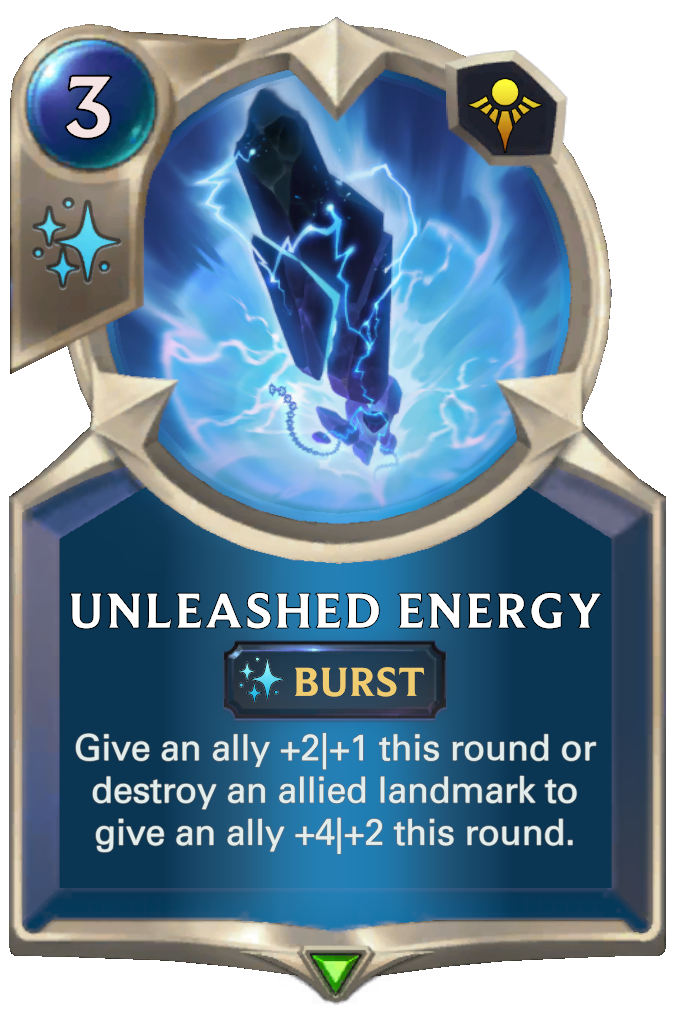 3
UNLEASHED ENERGY
BURST
Give an ally +2|+1 this round or
destroy an allied landmark to
give an ally +4|+2 this round.